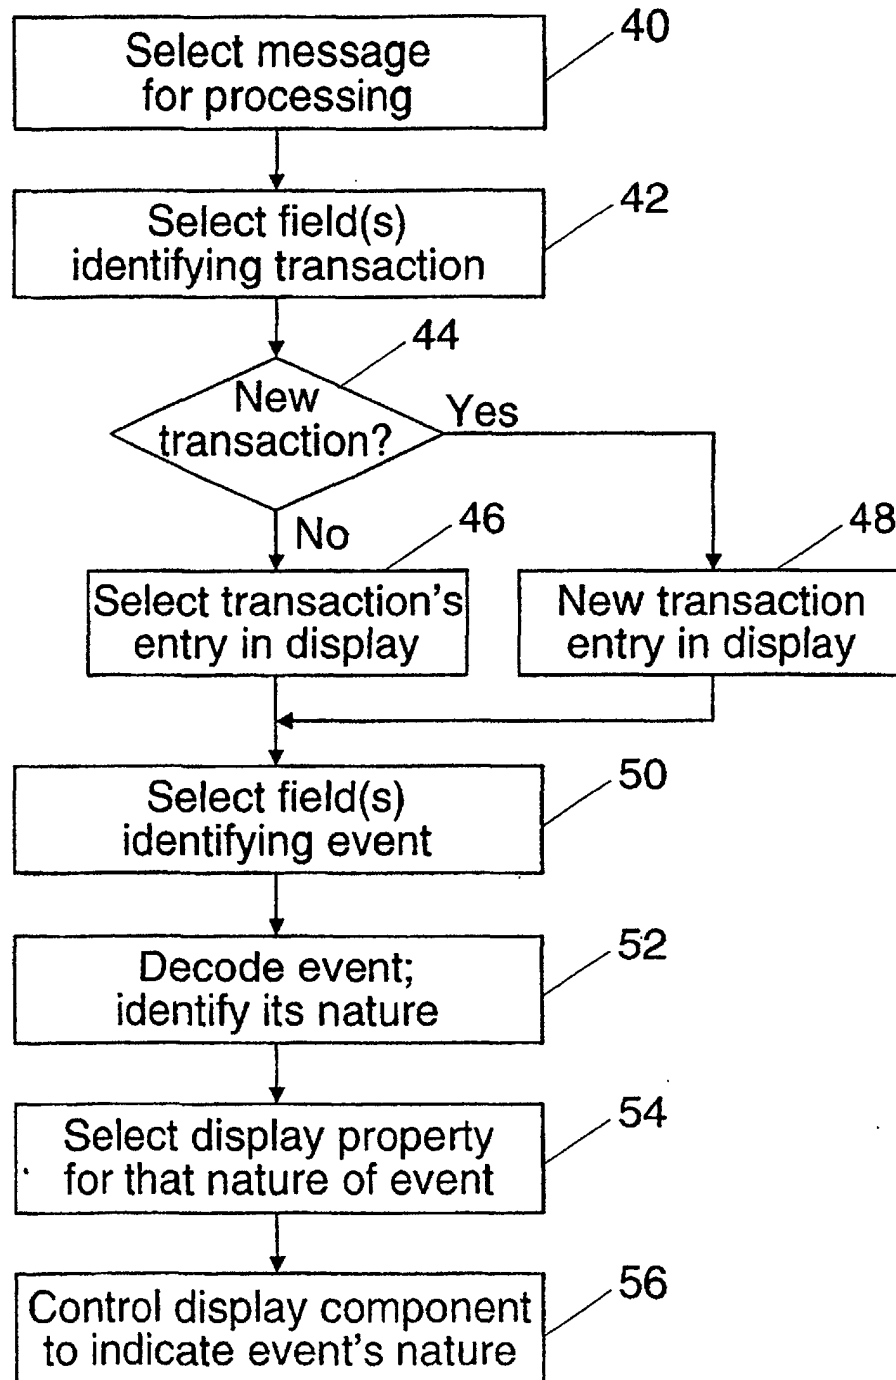 40
Select message
for processing
42
Select field(s)
identifying transaction
44
New
transaction?
Yes
No
46
48
Select transaction's
entry in display
New transaction
entry in display
50
Select field(s)
identifying event
52
Decode event;
identify its nature
54
Select display property
for that nature of event
56
Control display component
to indicate event's nature